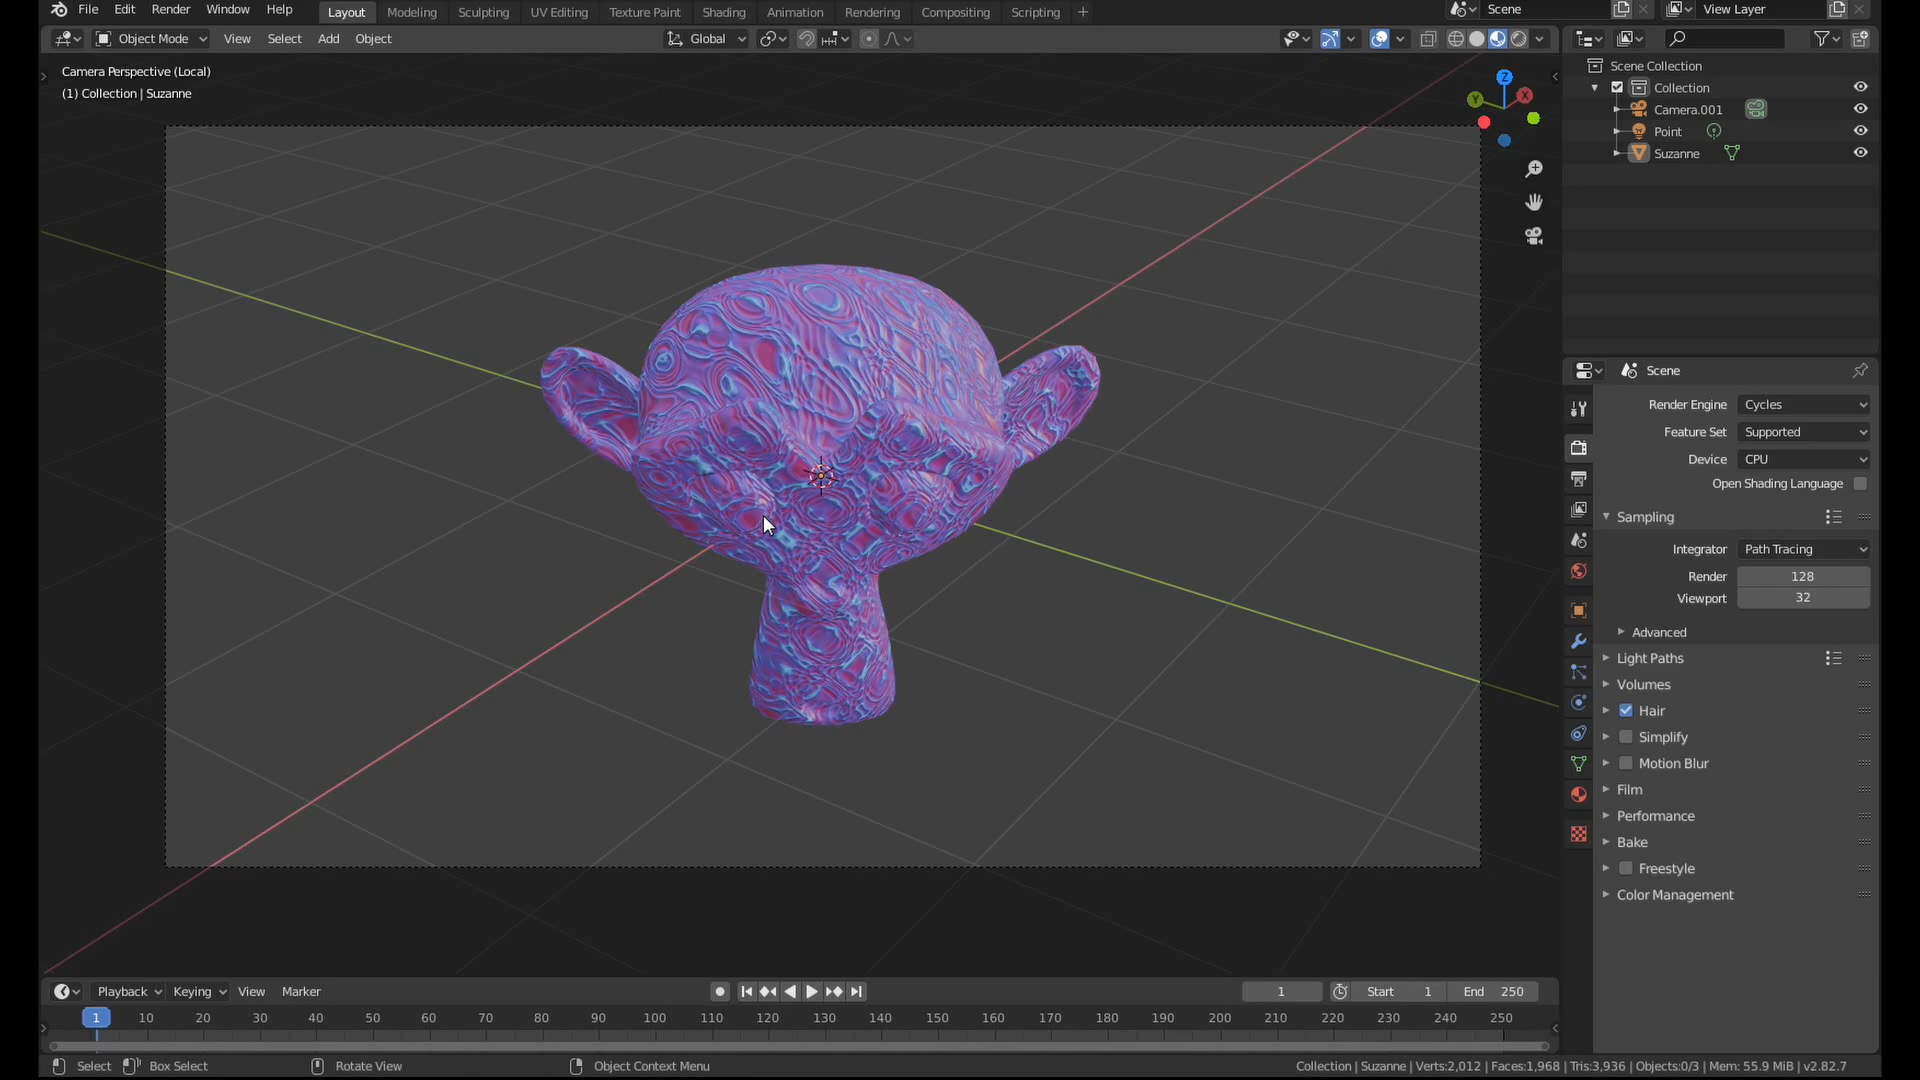 File Edit Render Window Help Layout Modeling Sculpting UV Editing Texture Paint Shading Animation Rendering Compositing Scripting + Scene View Layer
Object Mode View Select Add Object Global
Camera Perspective (Local)
(1) Collection | Suzanne
Z
Y
X
Scene Collection
Collection
Camera.001
Point
Suzanne
Scene
Render Engine Cycles
Feature Set Supported
Device CPU
Open Shading Language
Sampling
Integrator Path Tracing
Render 128
Viewport 32
Advanced
Light Paths
Volumes
Hair
Simplify
Motion Blur
Film
Performance
Bake
Freestyle
Color Management
Playback Keying View Marker 1 Start 1 End 250
1 10 20 30 40 50 60 70 80 90 100 110 120 130 140 150 160 170 180 190 200 210 220 230 240 250
Select Box Select Rotate View Object Context Menu Collection | Suzanne | Verts:2,012 | Faces:1,968 | Tris:3,936 | Objects:0/3 | Mem: 55.9 MiB | v2.82.7